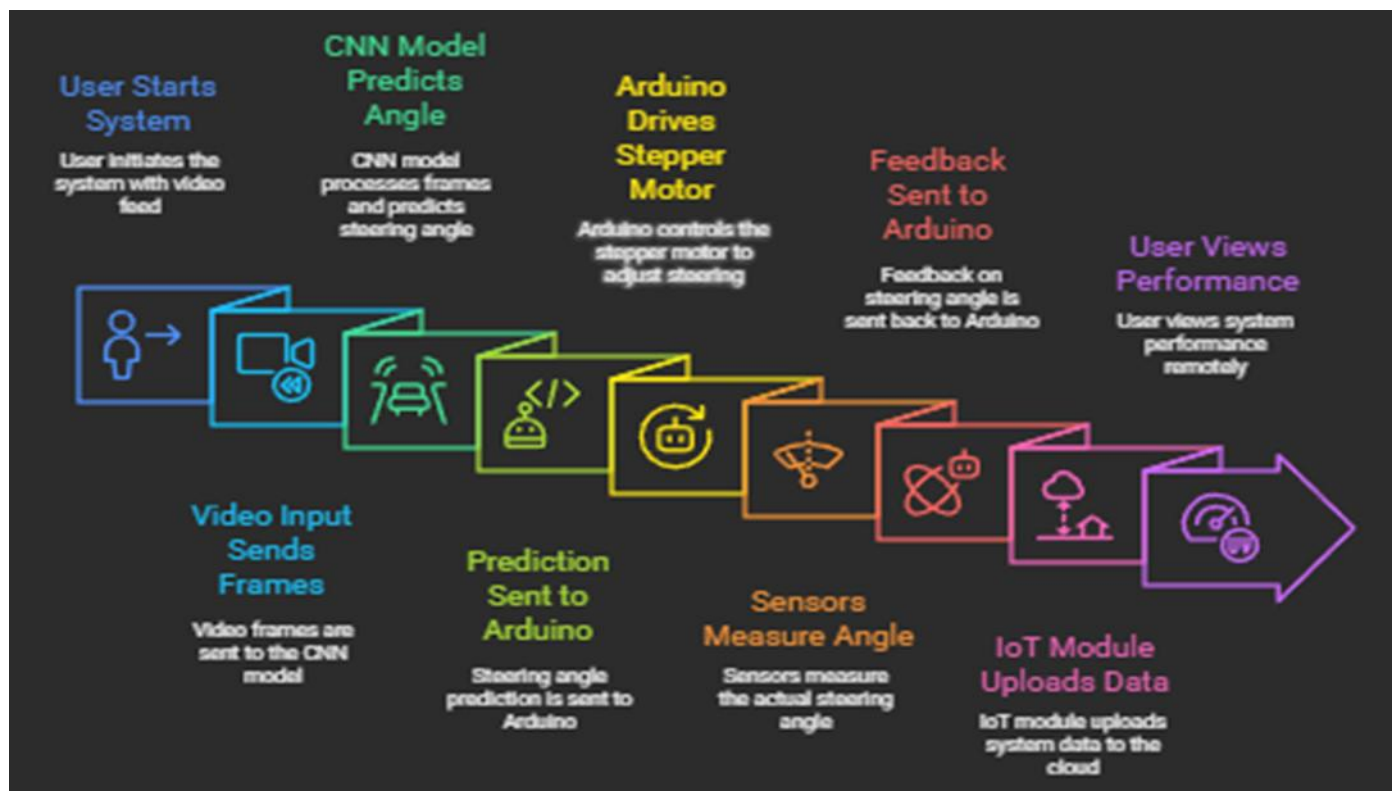 User Starts
System
User initiates the
system with video
feed
Video Input
Sends
Frames
Video frames are
sent to the CNN
model
CNN Model
Predicts
Angle
CNN model
processes frames
and predicts
steering angle
Prediction
Sent to
Arduino
Steering angle
prediction is sent to
Arduino
Arduino
Drives
Stepper
Motor
Arduino controls the
stepper motor to
adjust steering
Sensors
Measure Angle
Sensors measure
the actual steering
angle
Feedback
Sent to
Arduino
Feedback on
steering angle is
sent back to Arduino
IoT Module
Uploads Data
IoT module uploads
system data to the
cloud
User Views
Performance
User views system
performance
remotely